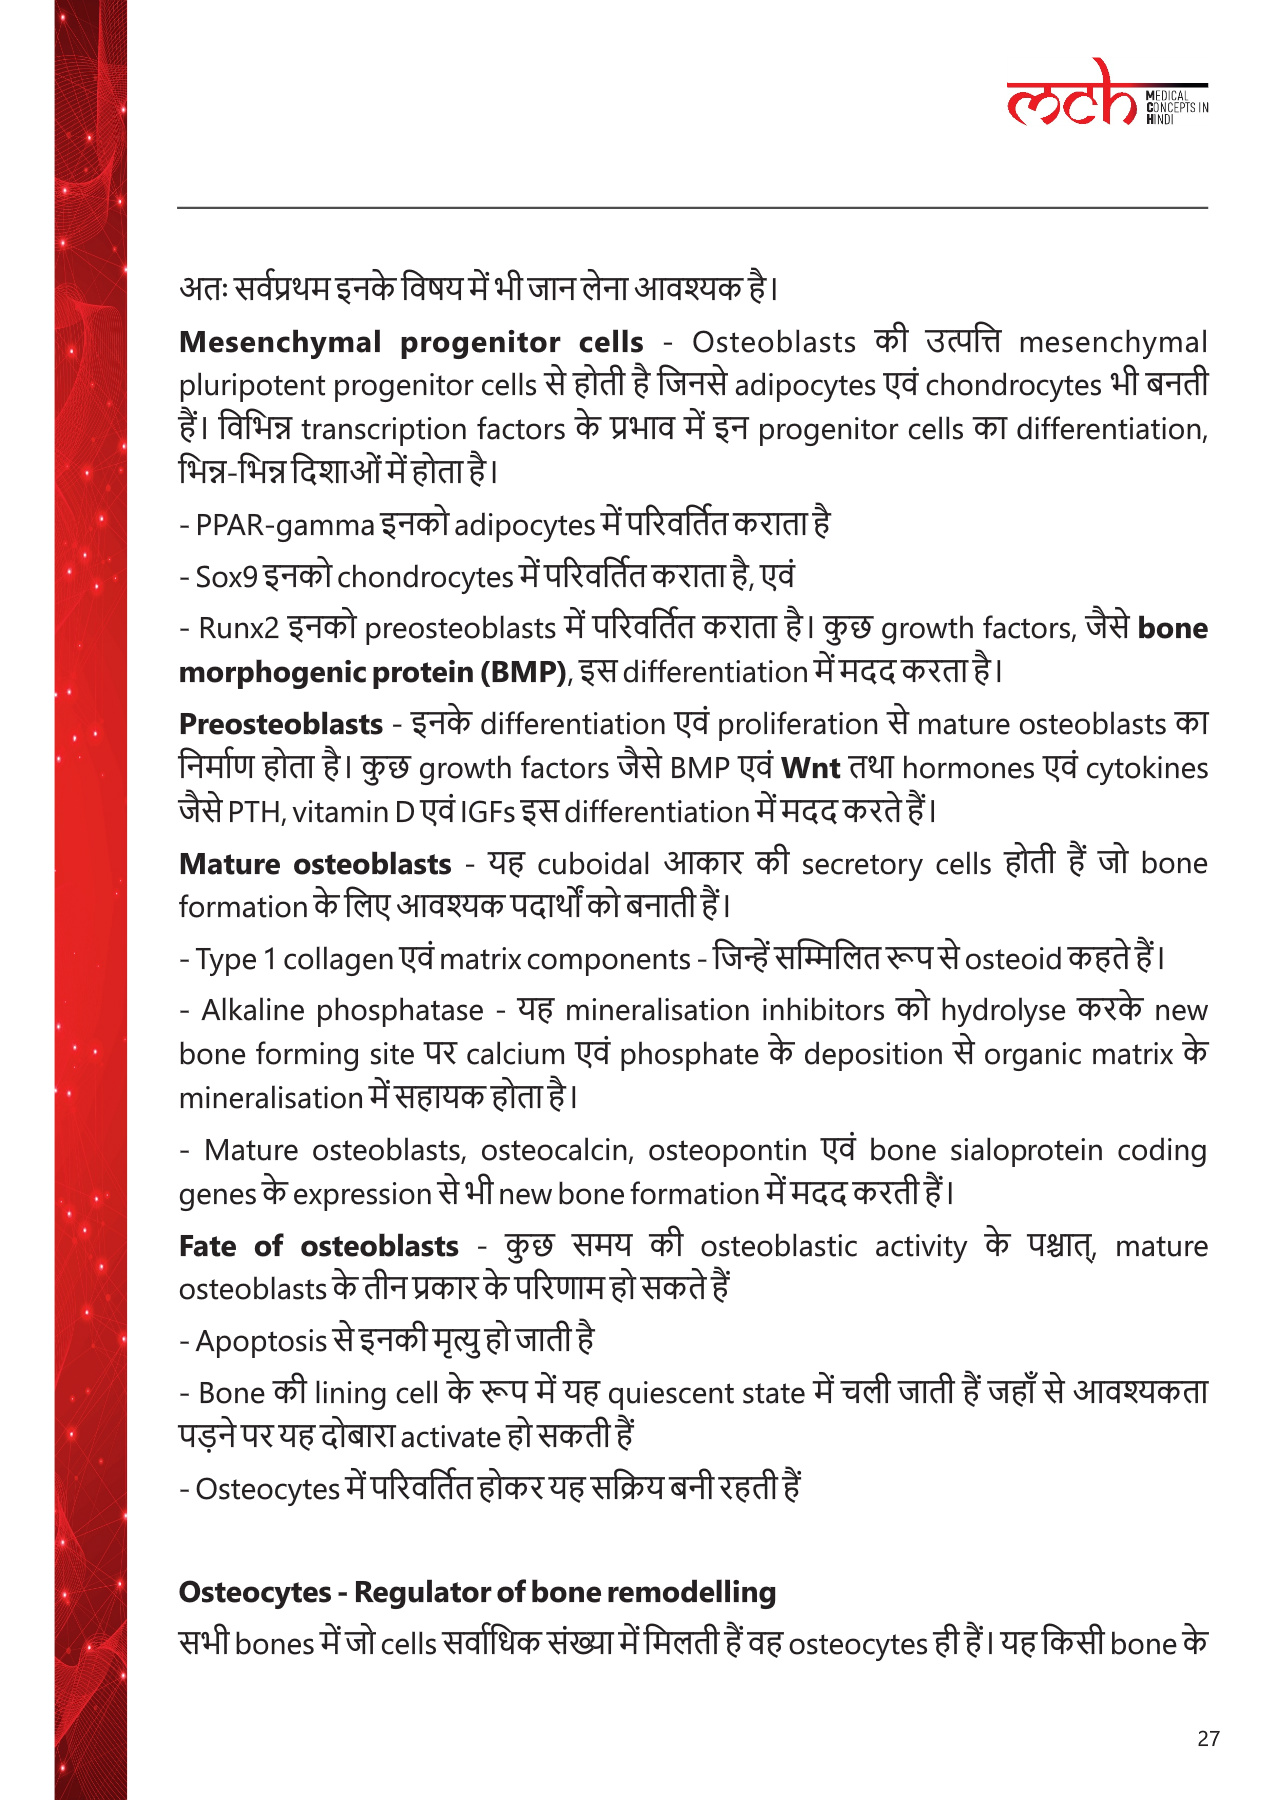 mch MEDICAL
CONCEPTS IN
HINDI
अतः सर्वप्रथम इनके विषय में भी जान लेना आवश्यक है।
Mesenchymal progenitor cells - Osteoblasts की उत्पत्ति mesenchymal
pluripotent progenitor cells से होती है जिनसे adipocytes एवं chondrocytes भी बनती
हैं। विभिन्न transcription factors के प्रभाव में इन progenitor cells का differentiation,
भिन्न-भिन्न दिशाओं में होता है।
- PPAR-gamma इनको adipocytes में परिवर्तित कराता है
- Sox9 इनको chondrocytes में परिवर्तित कराता है, एवं
- Runx2 इनको preosteoblasts में परिवर्तित कराता है। कुछ growth factors, जैसे bone
morphogenic protein (BMP), इस differentiation में मदद करता है।
Preosteoblasts - इनके differentiation एवं proliferation से mature osteoblasts का
निर्माण होता है। कुछ growth factors जैसे BMP एवं Wnt तथा hormones एवं cytokines
जैसे PTH, vitamin D एवं IGFs इस differentiation में मदद करते हैं।
Mature osteoblasts - यह cuboidal आकार की secretory cells होती हैं जो bone
formation के लिए आवश्यक पदार्थों को बनाती हैं।
- Type 1 collagen एवं matrix components - जिन्हें सम्मिलित रूप से osteoid कहते हैं।
- Alkaline phosphatase - यह mineralisation inhibitors को hydrolyse करके new
bone forming site पर calcium एवं phosphate के deposition से organic matrix के
mineralisation में सहायक होता है।
- Mature osteoblasts, osteocalcin, osteopontin एवं bone sialoprotein coding
genes के expression से भी new bone formation में मदद करती हैं।
Fate of osteoblasts - कुछ समय की osteoblastic activity के पश्चात्, mature
osteoblasts के तीन प्रकार के परिणाम हो सकते हैं
- Apoptosis से इनकी मृत्यु हो जाती है
- Bone की lining cell के रूप में यह quiescent state में चली जाती हैं जहाँ से आवश्यकता
पड़ने पर यह दोबारा activate हो सकती हैं
- Osteocytes में परिवर्तित होकर यह सक्रिय बनी रहती हैं
Osteocytes - Regulator of bone remodelling
सभी bones में जो cells सर्वाधिक संख्या में मिलती हैं वह osteocytes ही हैं। यह किसी bone के
27